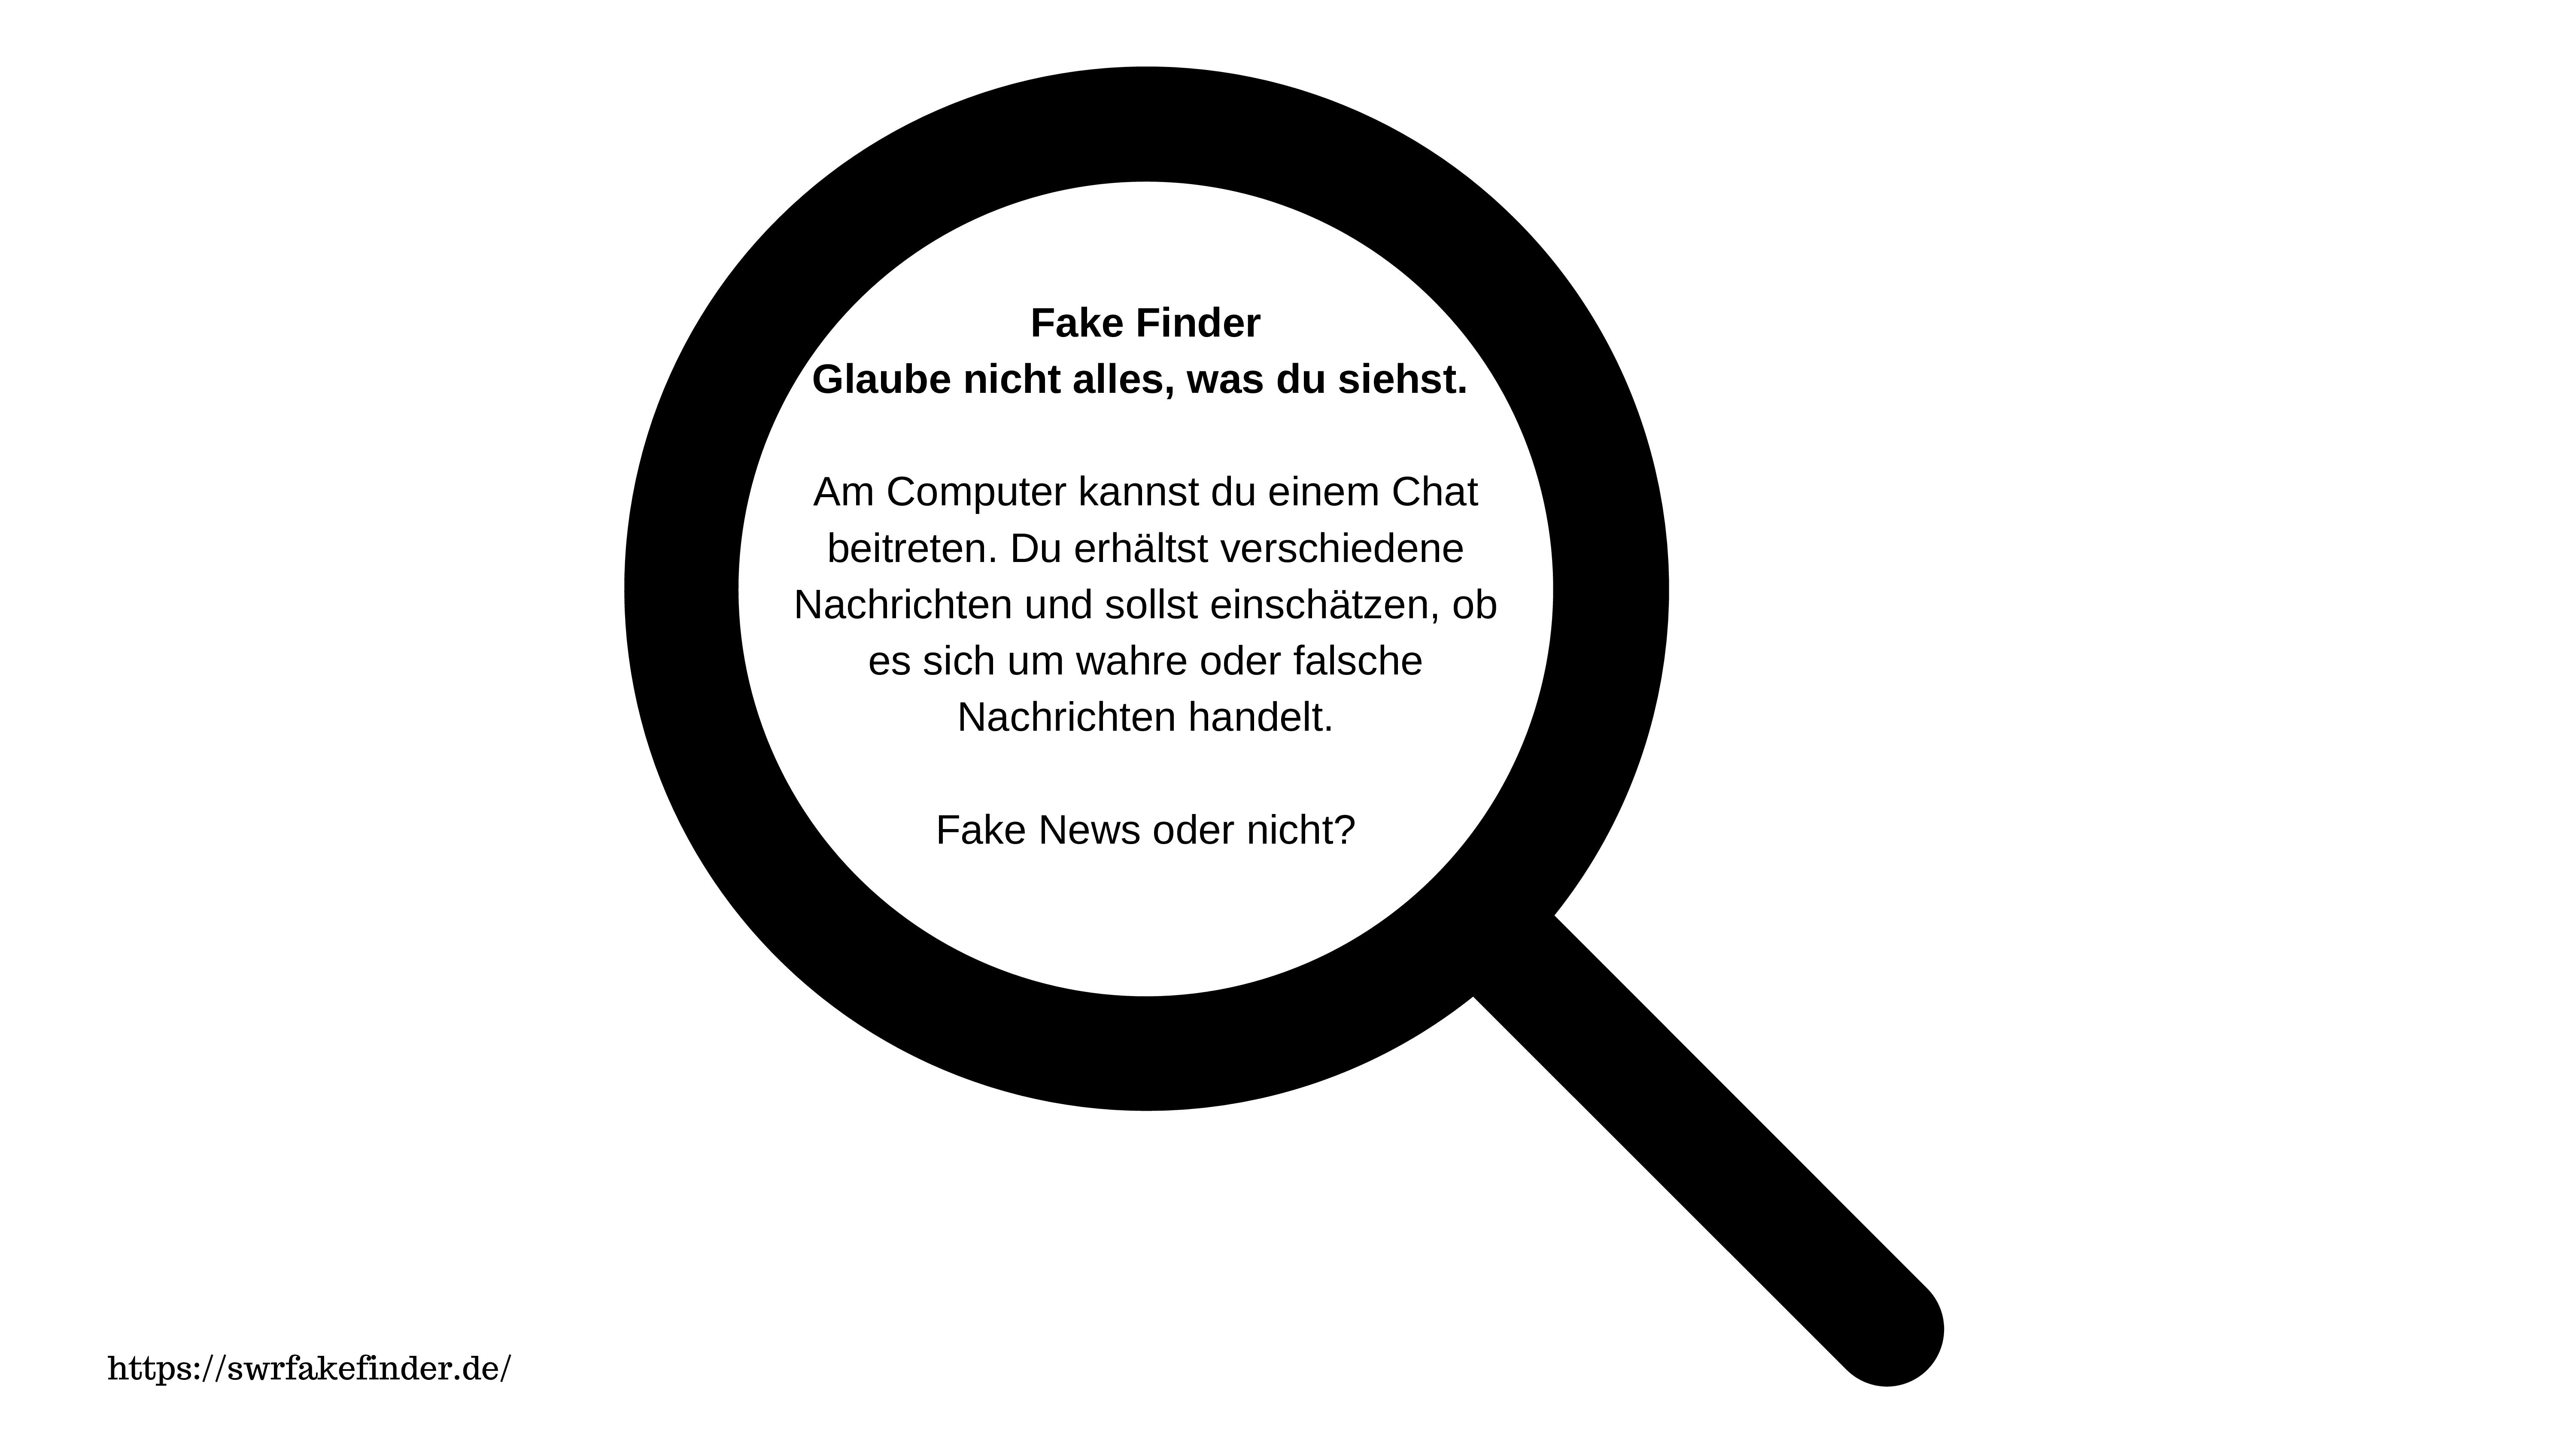 Fake Finder
Glaube nicht alles, was du siehst.
Am Computer kannst du einem Chat
beitreten. Du erhältst verschiedene
Nachrichten und sollst einschätzen, ob
es sich um wahre oder falsche
Nachrichten handelt.
Fake News oder nicht?
https://swrfakefinder.de/